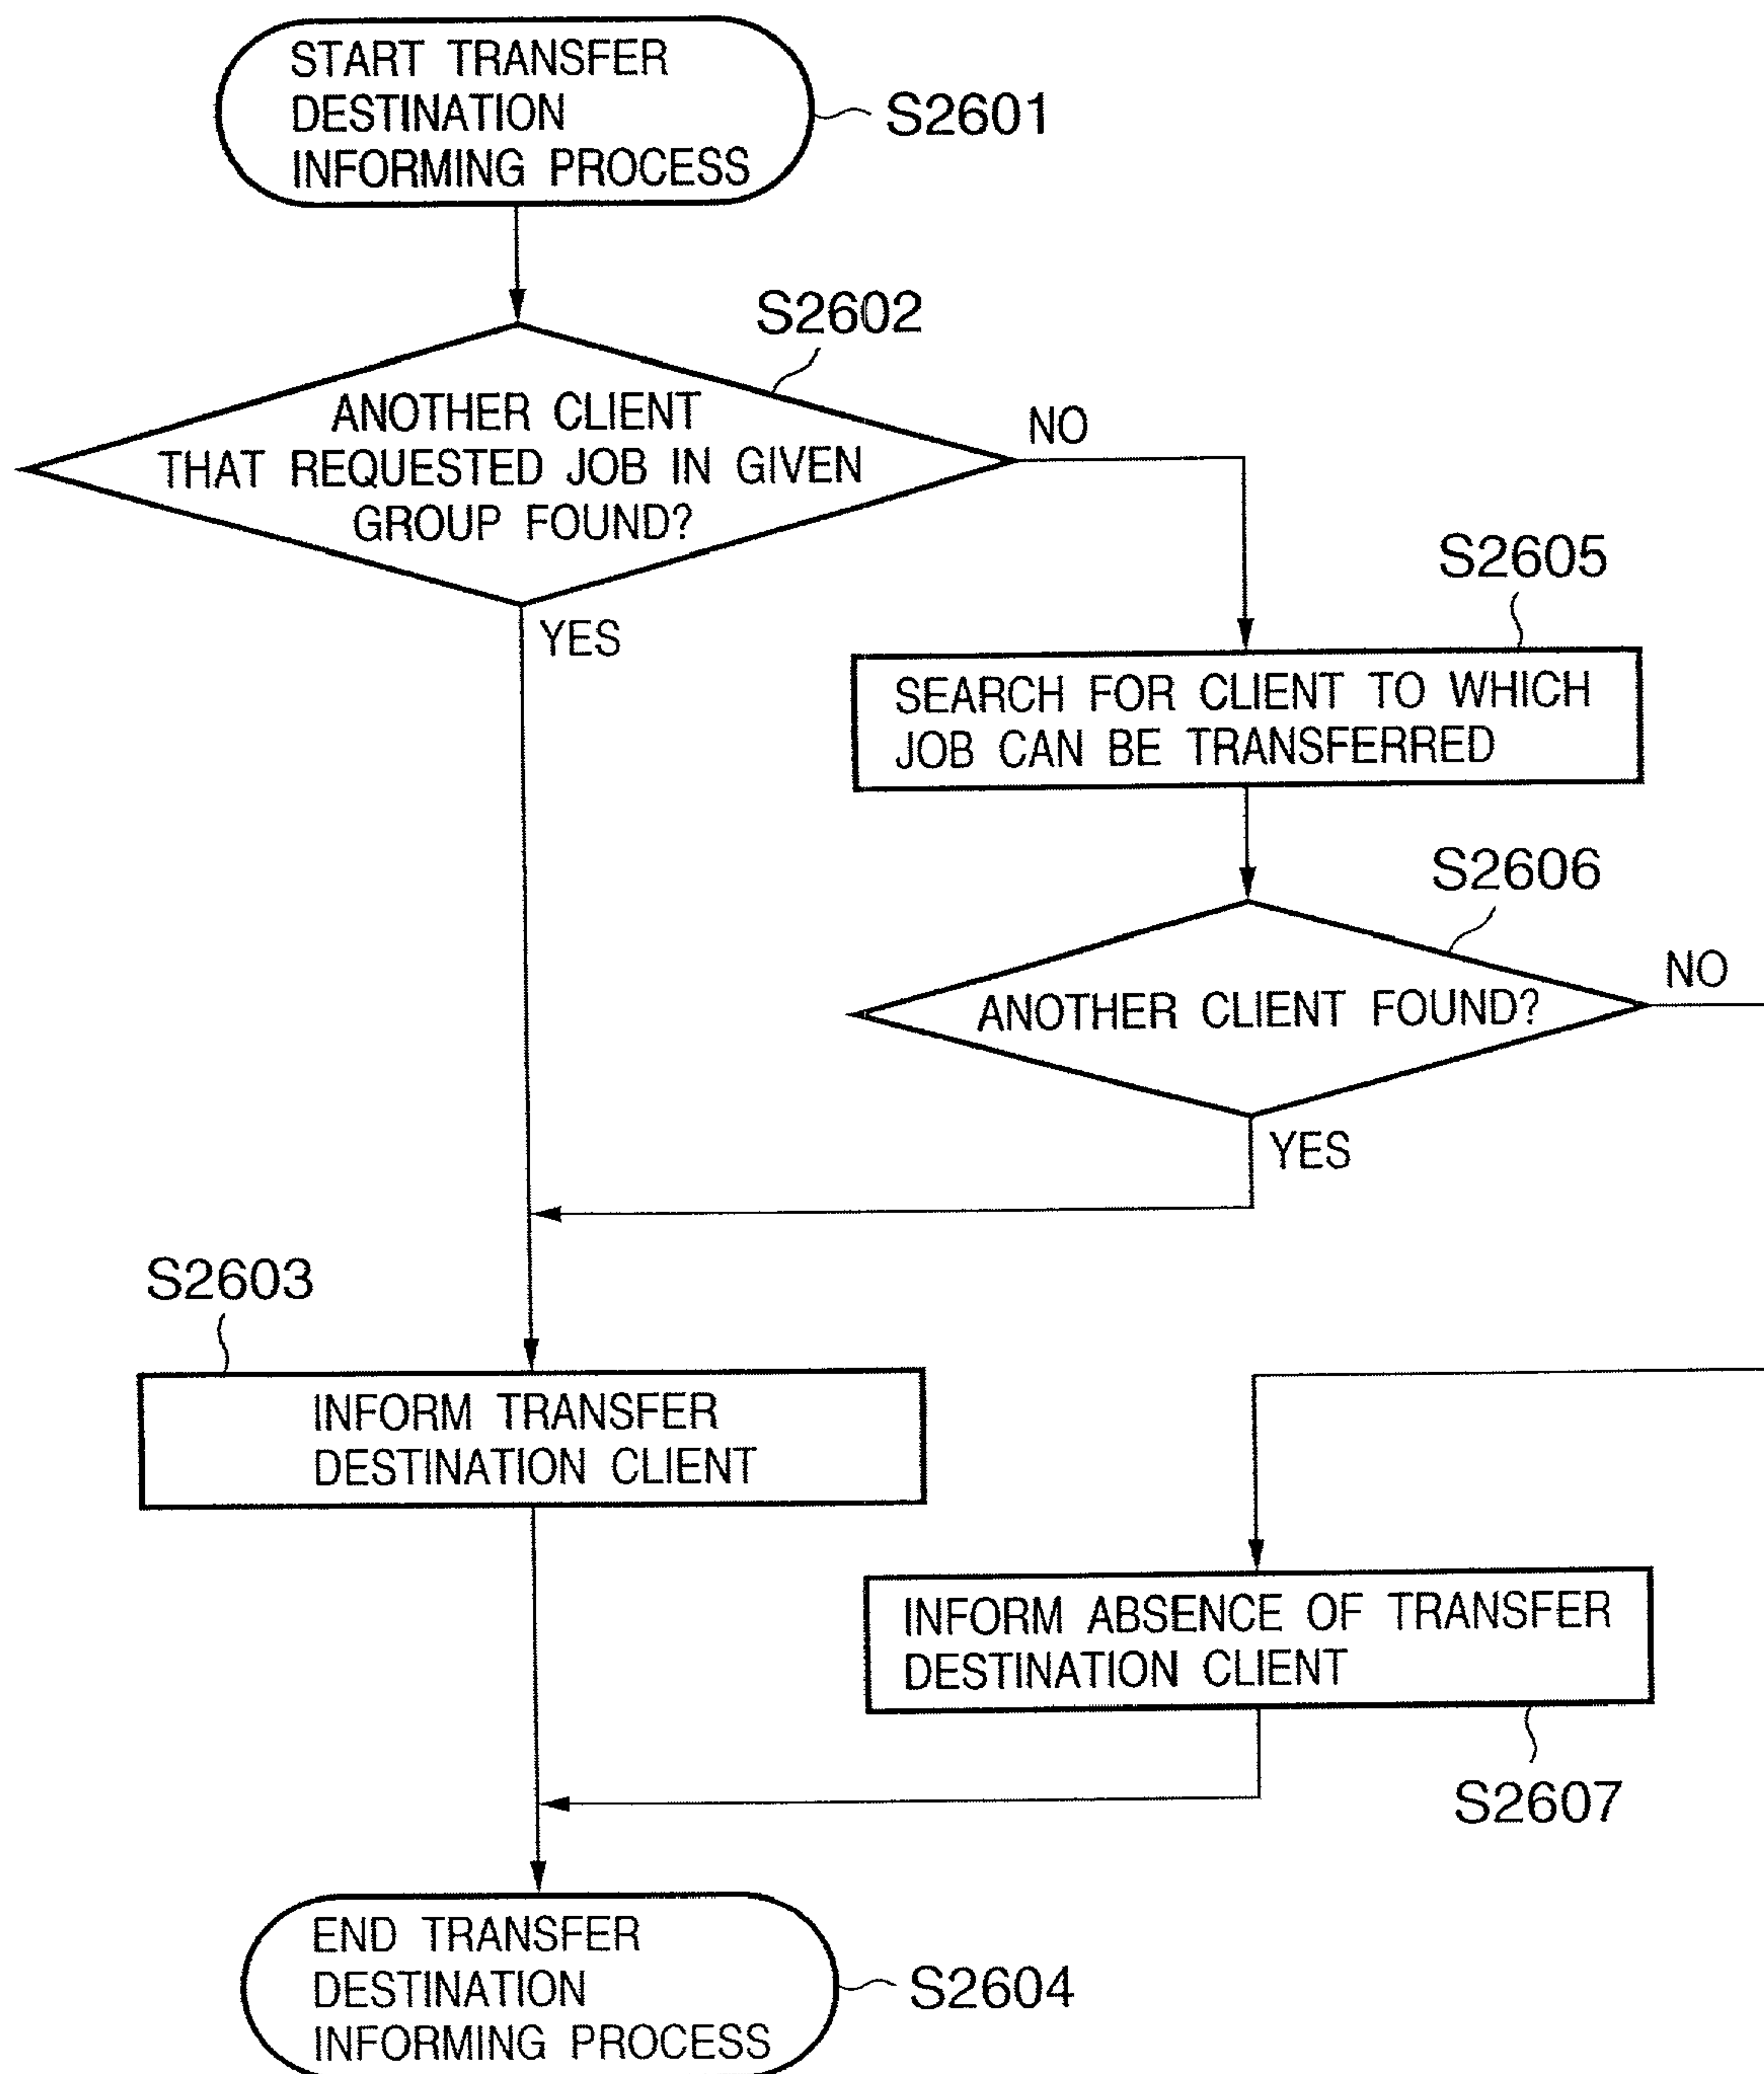 START TRANSFER
DESTINATION
INFORMING PROCESS
S2601
S2602
ANOTHER CLIENT
THAT REQUESTED JOB IN GIVEN
GROUP FOUND?
NO
YES
S2605
SEARCH FOR CLIENT TO WHICH
JOB CAN BE TRANSFERRED
S2606
ANOTHER CLIENT FOUND?
NO
YES
S2603
INFORM TRANSFER
DESTINATION CLIENT
INFORM ABSENCE OF TRANSFER
DESTINATION CLIENT
S2607
END TRANSFER
DESTINATION
INFORMING PROCESS
S2604